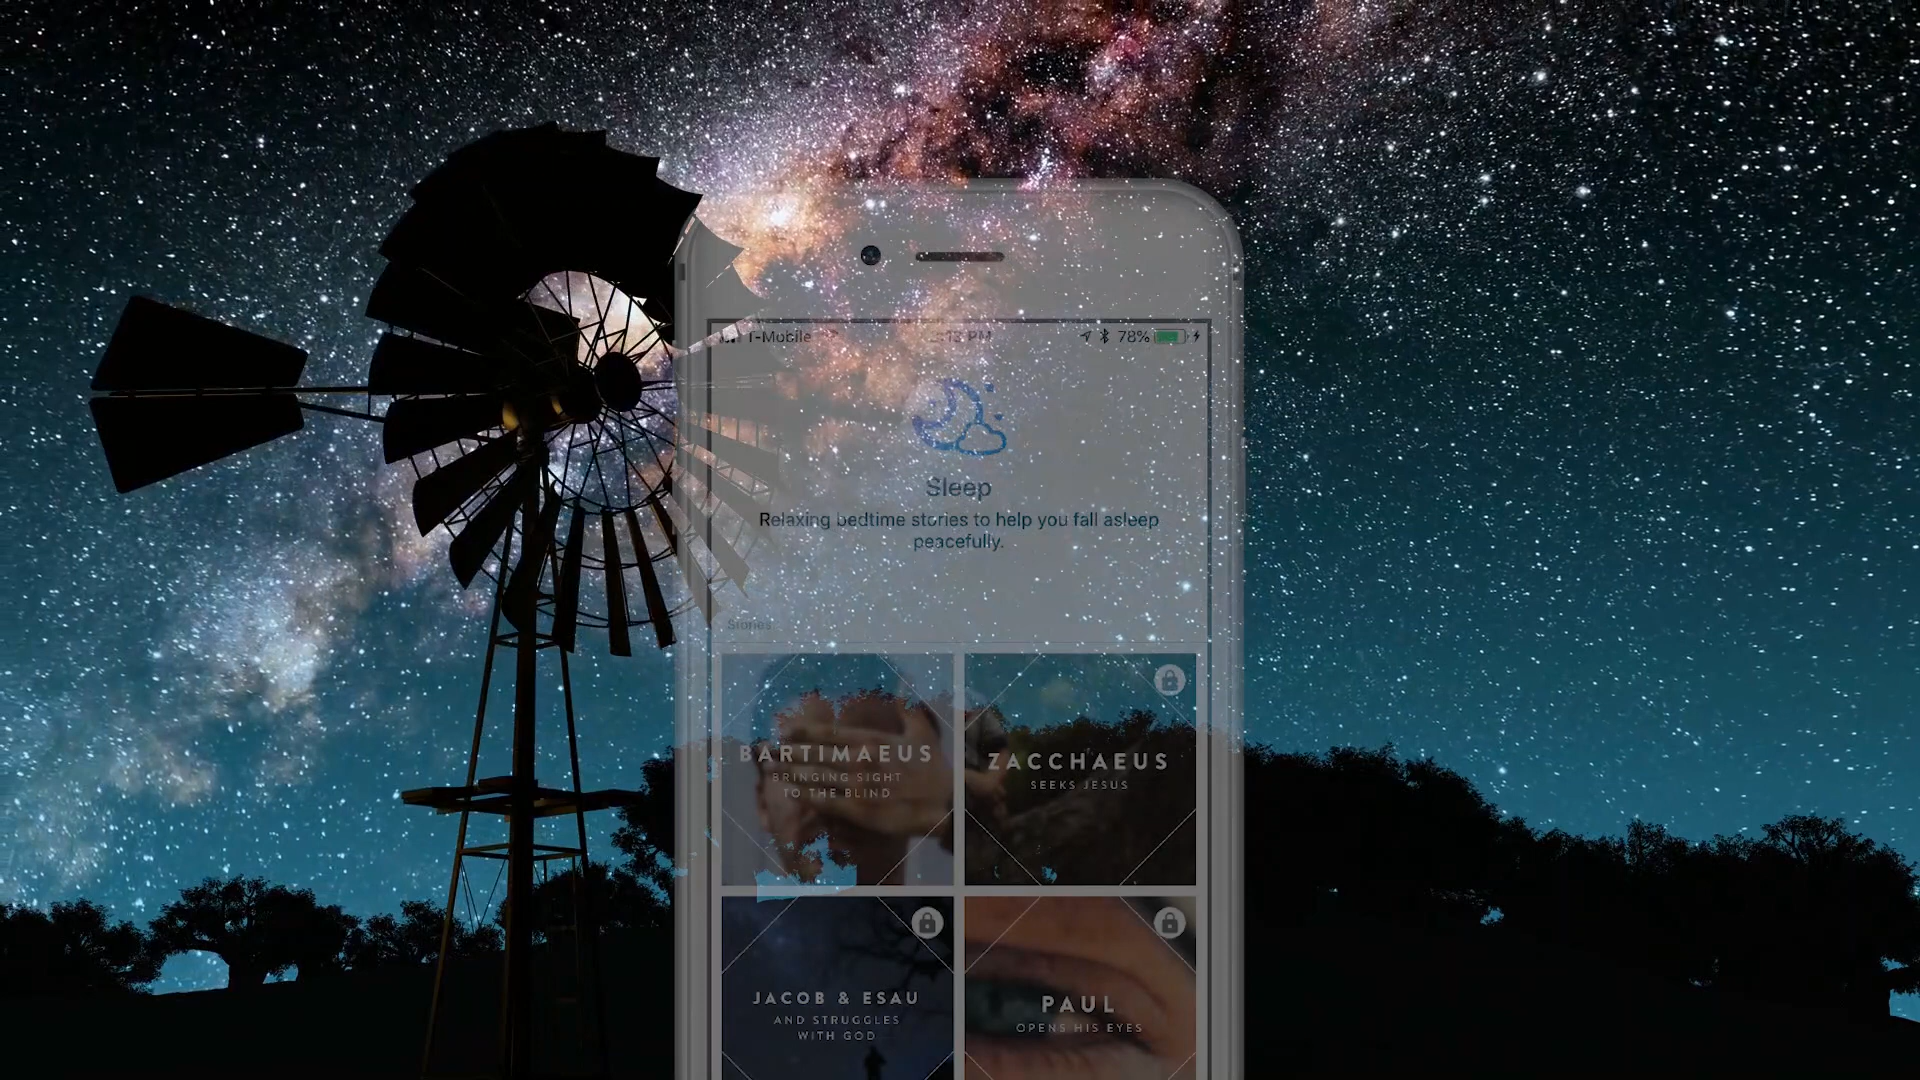 T-Mobile
78%
Sleep
Relaxing bedtime stories to help you fall asleep
peacefully.
Stories
BARTIMAEUS
BRINGING SIGHT
TO THE BLIND
ZACCHAEUS
SEEKS JESUS
JACOB & ESAU
AND STRUGGLES
WITH GOD
PAUL
OPENS HIS EYES